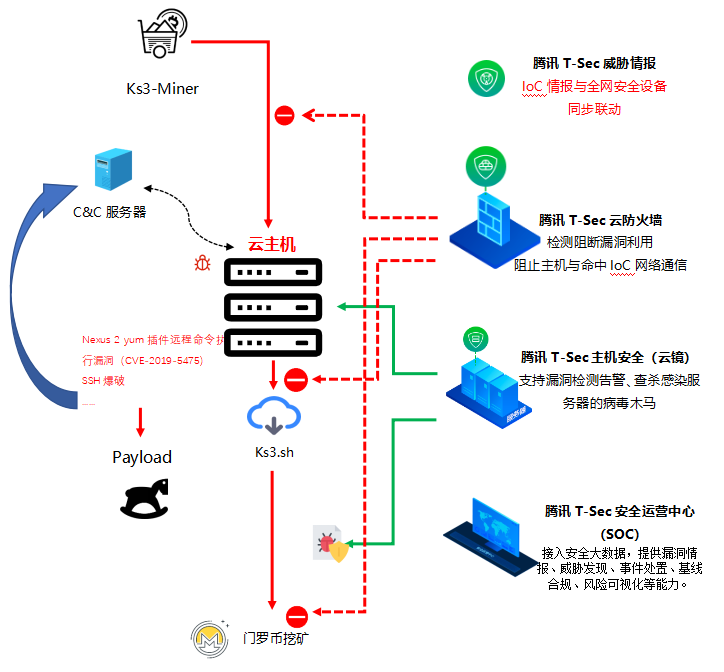 Ks3-Miner
C&C 服务器
云主机
Nexus 2 yum 插件远程命令执
行漏洞（CVE-2019-5475）
SSH 爆破
......
Payload
Ks3.sh
门罗币挖矿
腾讯 T-Sec 威胁情报
IoC 情报与全网安全设备
同步联动
腾讯 T-Sec 云防火墙
检测阻断漏洞利用
阻止主机与命中 IoC 网络通信
腾讯 T-Sec 主机安全（云镜）
支持漏洞检测告警、查杀感染服
务器的病毒木马
服务器
腾讯 T-Sec 安全运营中心
（SOC）
接入安全大数据，提供漏洞情
报、威胁发现、事件处置、基线
合规、风险可视化等能力。